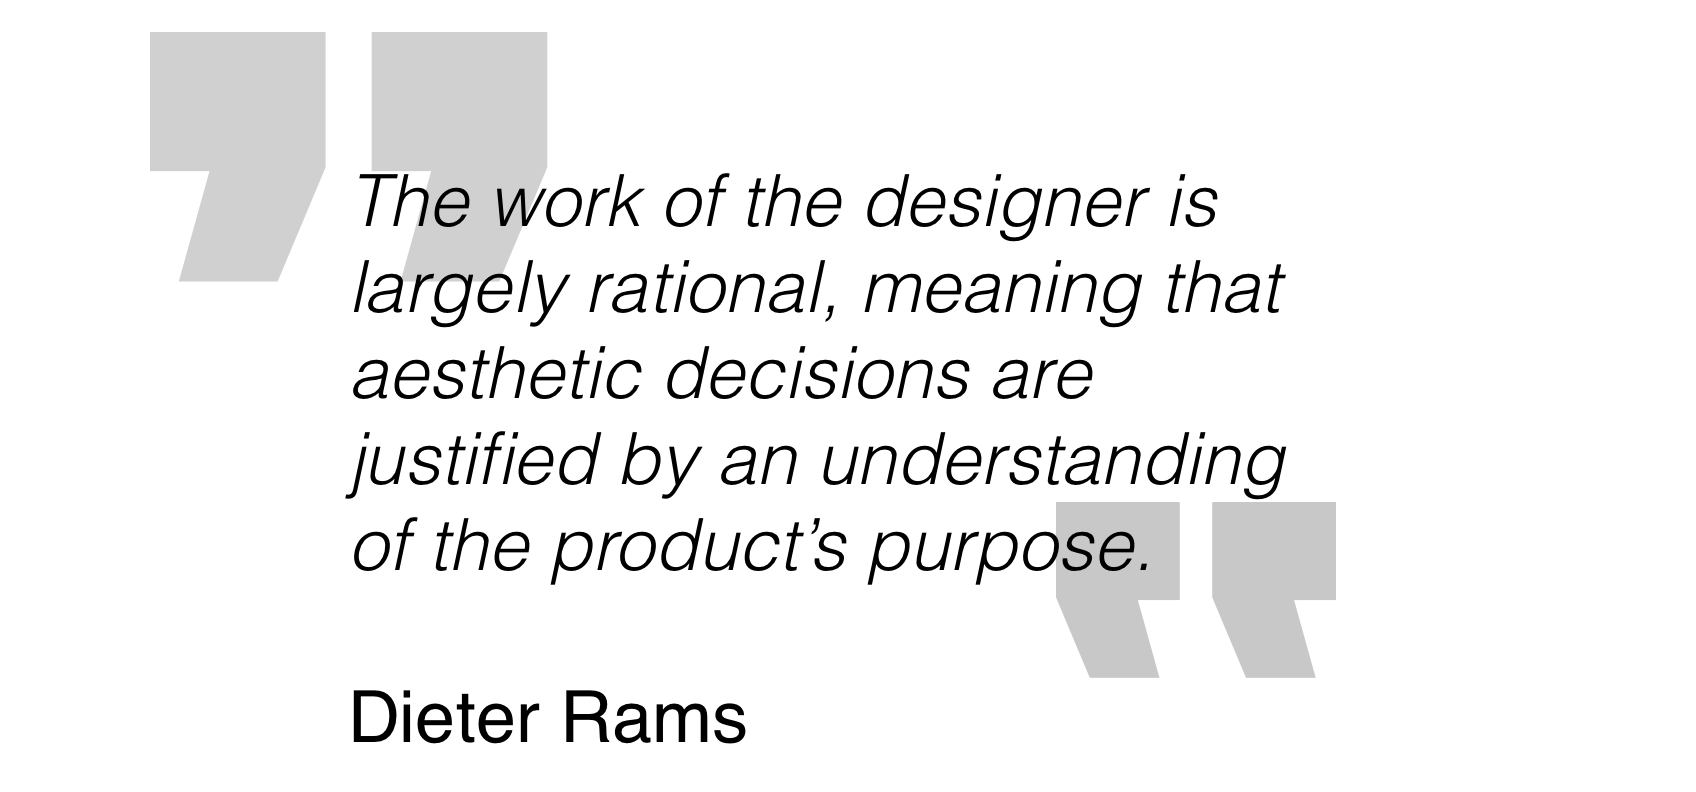 The work of the designer is
largely rational, meaning that
aesthetic decisions are
justified by an understanding
of the product’s purpose.
Dieter Rams